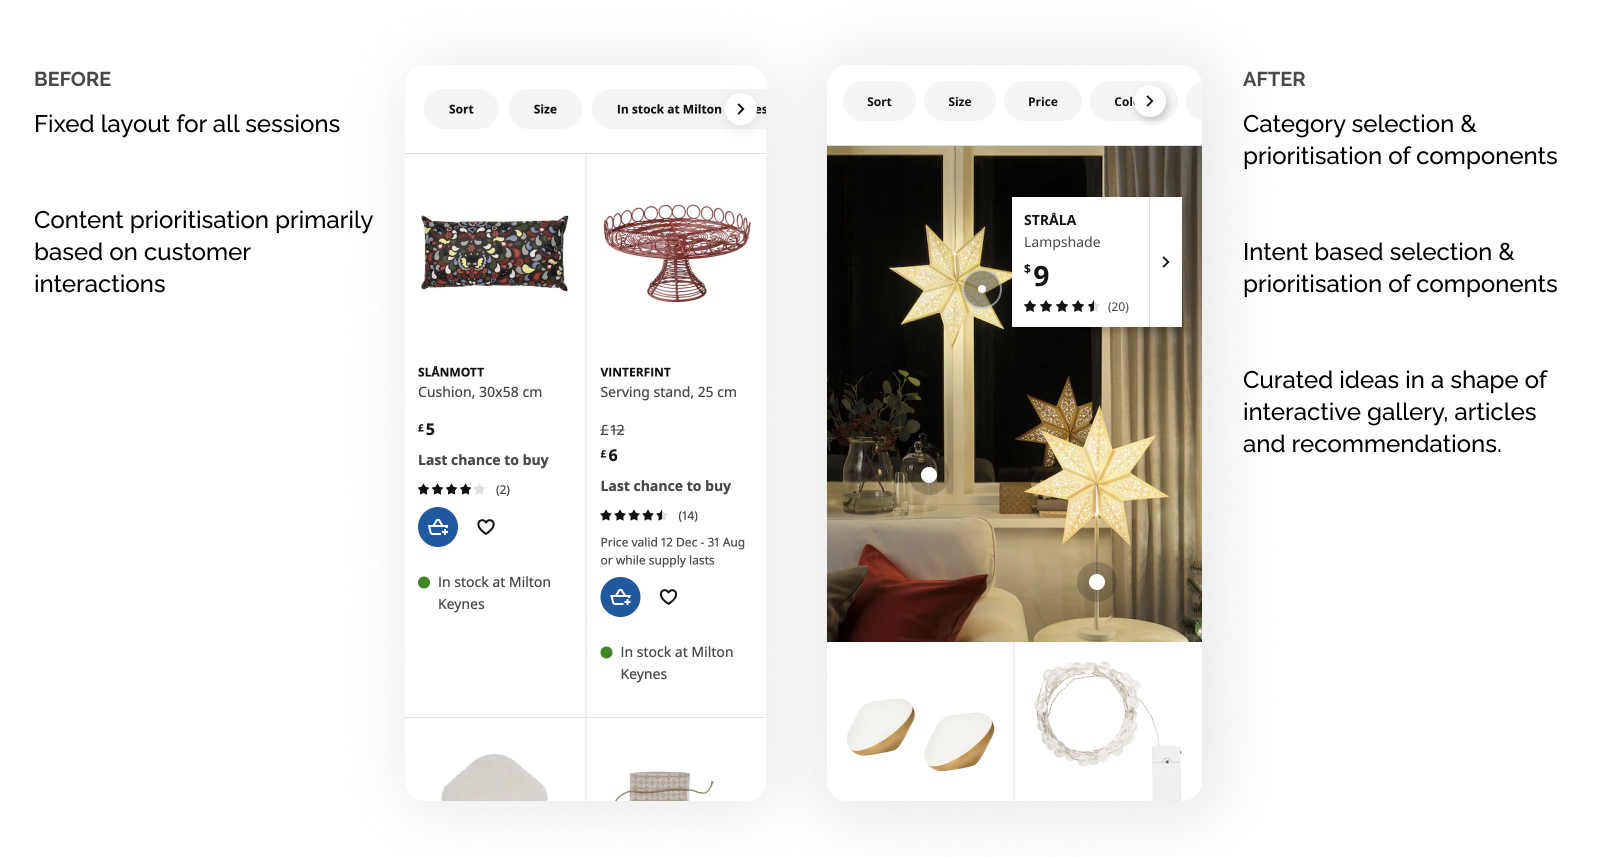 BEFORE
Fixed layout for all sessions
Content prioritisation primarily
based on customer
interactions
Sort
Size
In stock at Milton
es
SLÅNMOTT
Cushion, 30x58 cm
£5
Last chance to buy
(2)
In stock at Milton
Keynes
VINTERFINT
Serving stand, 25 cm
£12
£6
Last chance to buy
(14)
Price valid 12 Dec - 31 Aug
or while supply lasts
In stock at Milton
Keynes
Sort
Size
Price
Col
STRÅLA
Lampshade
$9
(20)
AFTER
Category selection &
prioritisation of components
Intent based selection &
prioritisation of components
Curated ideas in a shape of
interactive gallery, articles
and recommendations.